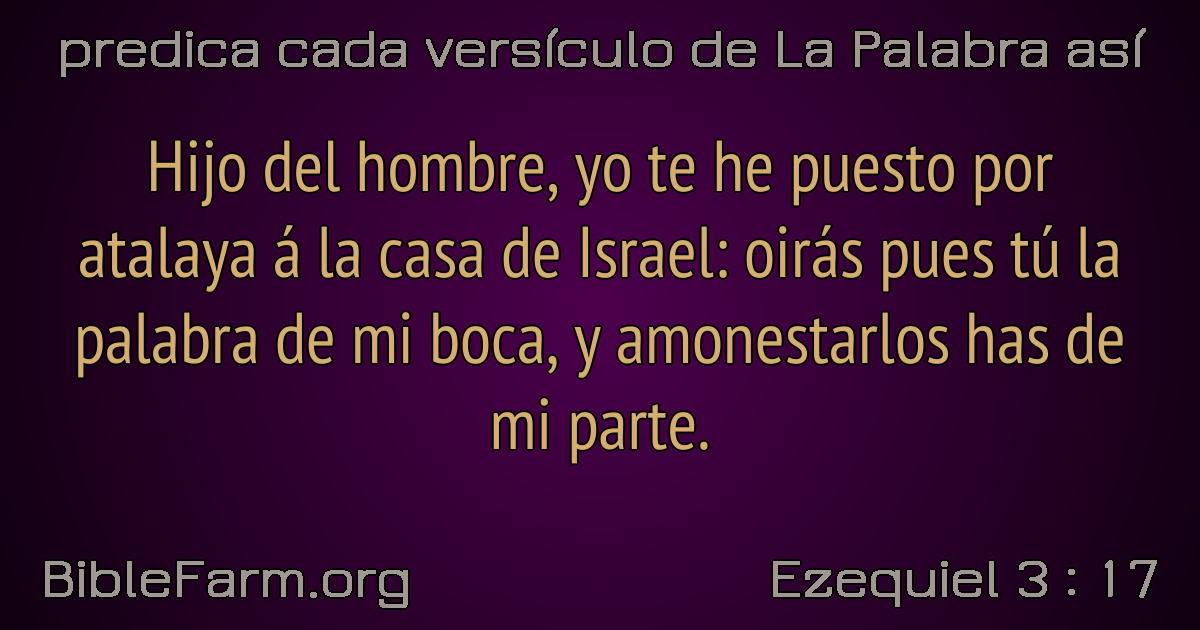 predica cada versículo de La Palabra así
Hijo del hombre, yo te he puesto por
atalaya á la casa de Israel: oirás pues tú la
palabra de mi boca, y amonestarlos has de
mi parte.
BibleFarm.org
Ezequiel 3 : 17